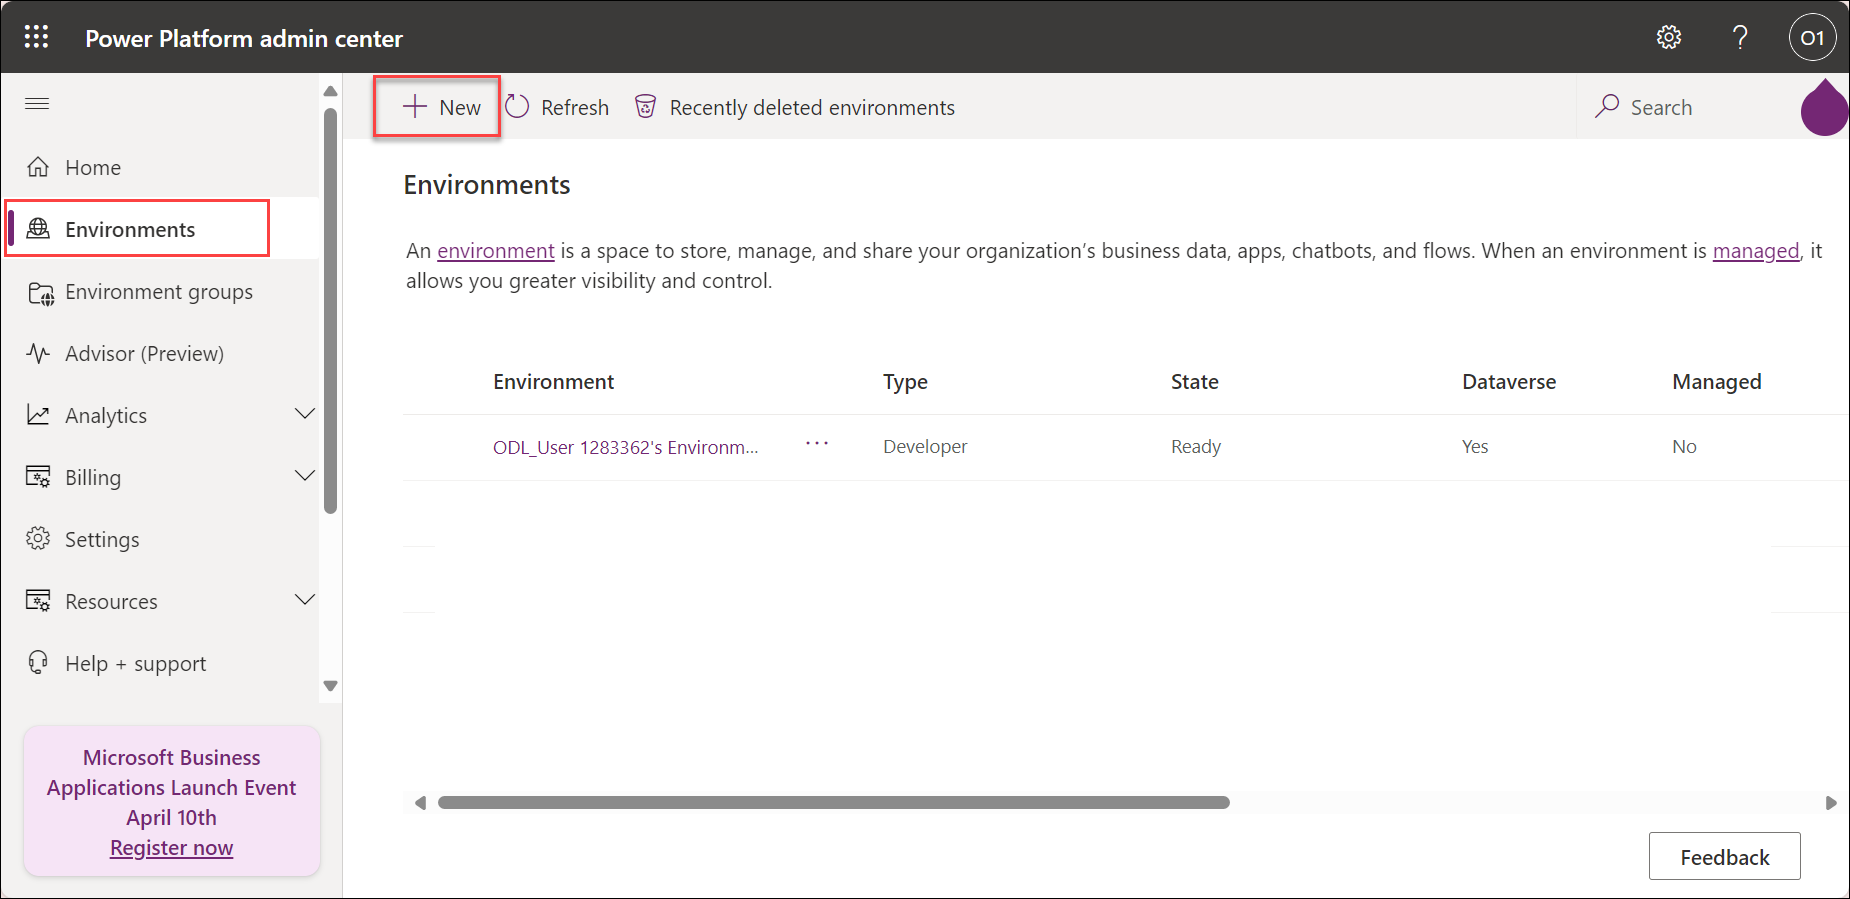 Power Platform admin center
?
O1
New
Refresh
Recently deleted environments
Search
Home
Environments
Environment groups
Advisor (Preview)
Analytics
Billing
Settings
Resources
Help + support
Microsoft Business
Applications Launch Event
April 10th
Register now
Environments
An environment is a space to store, manage, and share your organization’s business data, apps, chatbots, and flows. When an environment is managed, it
allows you greater visibility and control.
Environment Type State Dataverse Managed
ODL_User 1283362's Environm... ... Developer Ready Yes No
Feedback